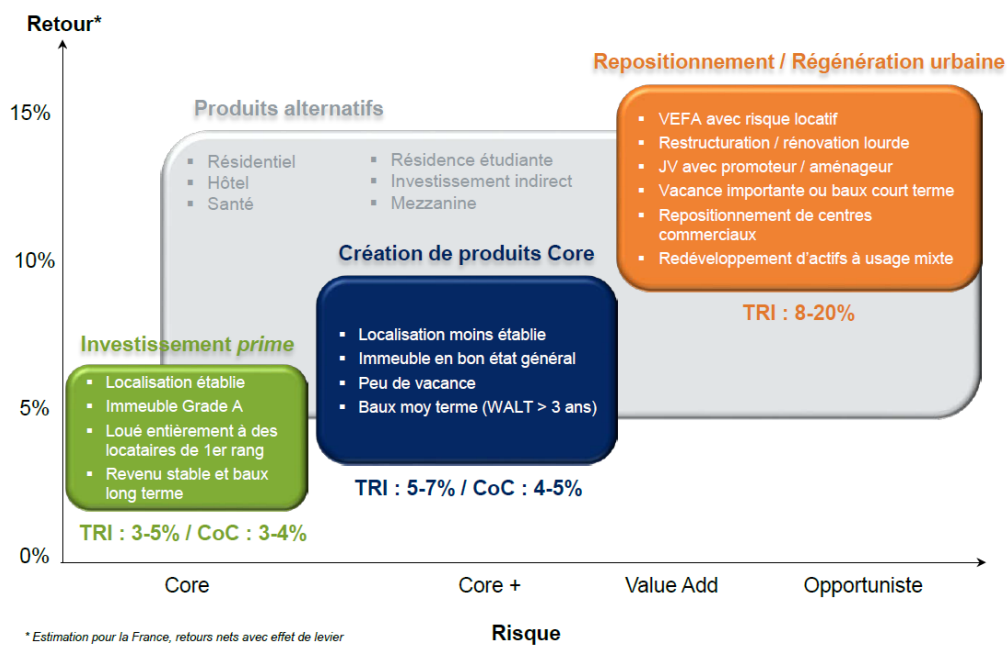 Retour*
15%
10%
5%
0%
Produits alternatifs
▪ Résidentiel
▪ Hôtel
▪ Santé
▪ Résidence étudiante
▪ Investissement indirect
▪ Mezzanine
Repositionnement / Régénération urbaine
▪ VEFA avec risque locatif
▪ Restructuration / rénovation lourde
▪ JV avec promoteur / aménageur
▪ Vacance importante ou baux court terme
▪ Repositionnement de centres
commerciaux
▪ Redéveloppement d'actifs à usage mixte
TRI : 8-20%
Création de produits Core
▪ Localisation moins établie
▪ Immeuble en bon état général
▪ Peu de vacance
▪ Baux moy terme (WALT > 3 ans)
TRI : 5-7% / CoC : 4-5%
Investissement prime
▪ Localisation établie
▪ Immeuble Grade A
▪ Loué entièrement à des
locataires de 1er rang
▪ Revenu stable et baux
long terme
TRI : 3-5% / CoC : 3-4%
Core
Core +
Value Add
Opportuniste
Risque
* Estimation pour la France, retours nets avec effet de levier